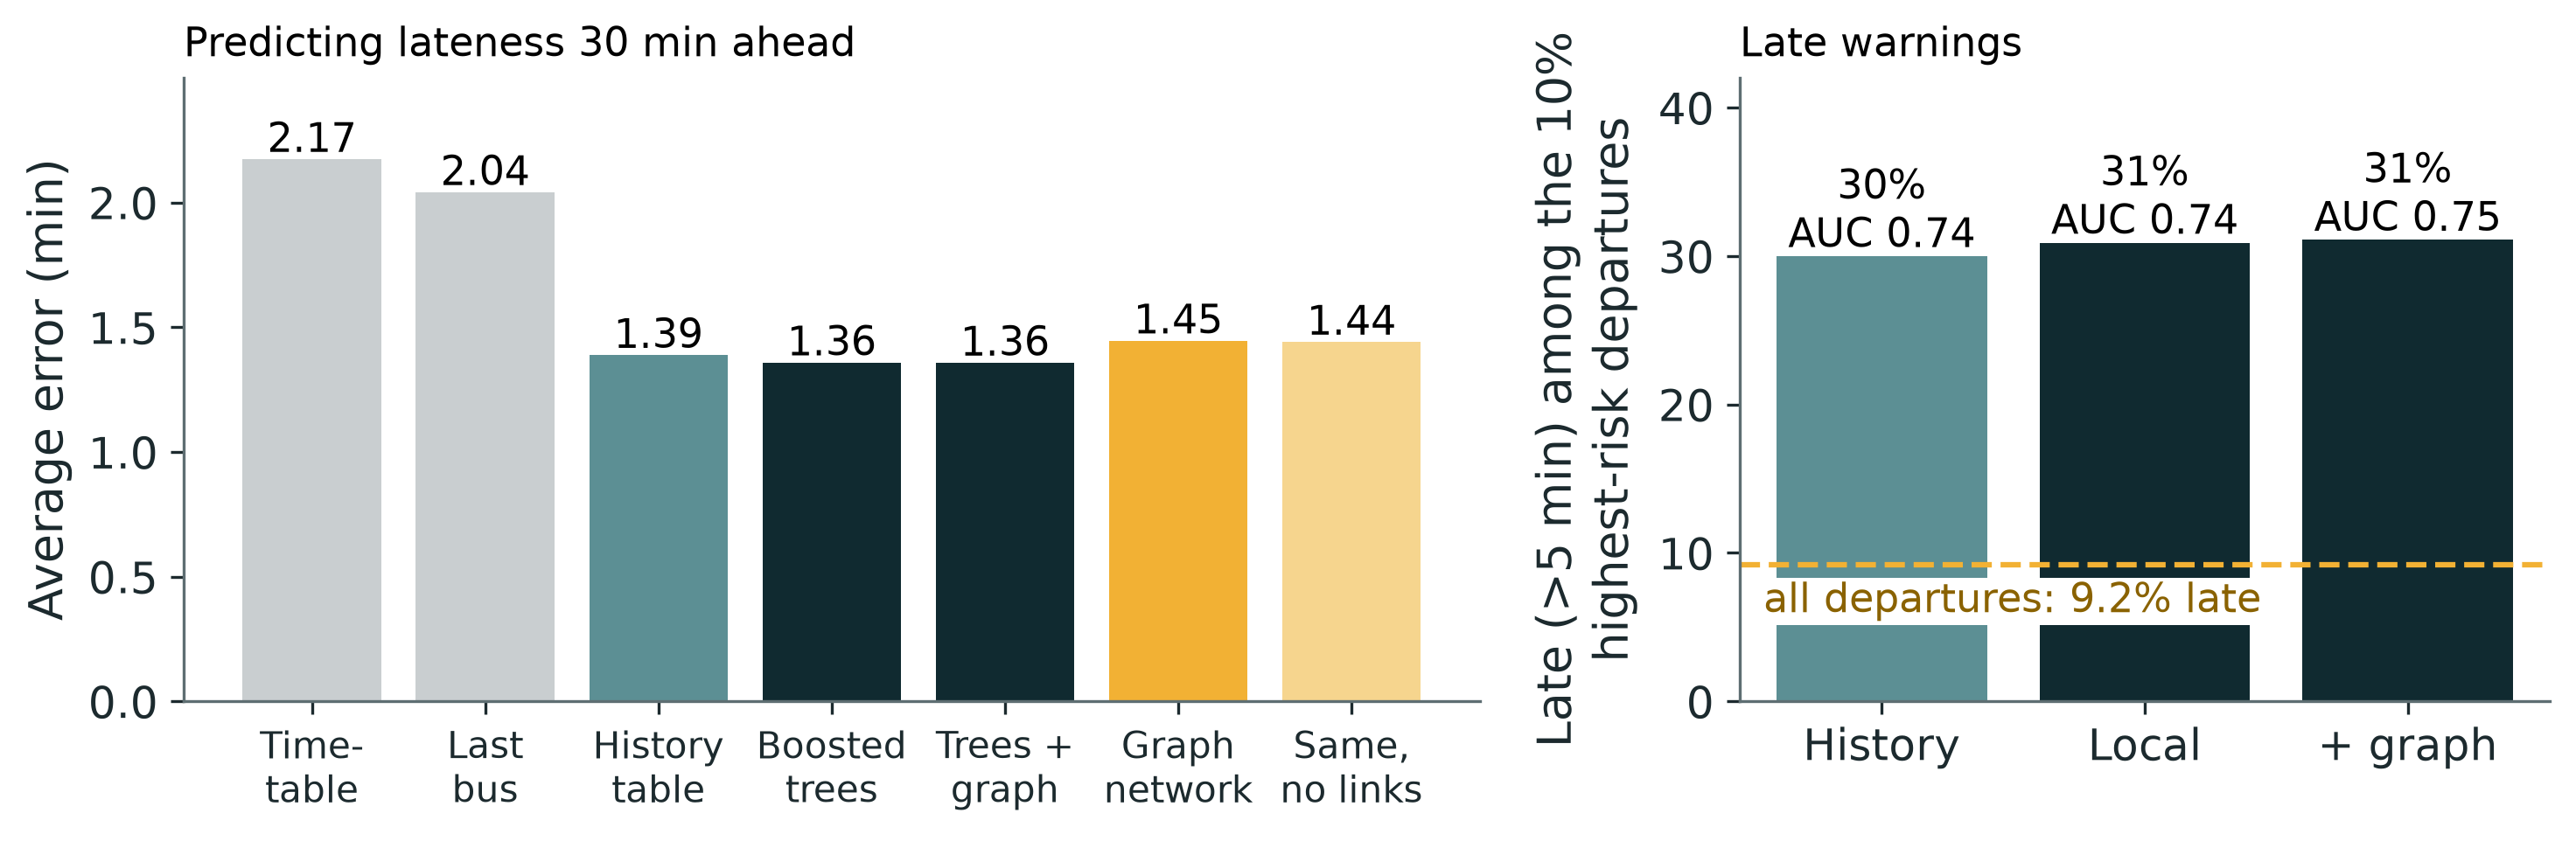 Predicting lateness 30 min ahead
Average error (min)
2.0
1.5
1.0
0.5
0.0
2.17
2.04
1.39
1.36
1.36
1.45
1.44
Time-
table
Last
bus
History
table
Boosted
trees
Trees +
graph
Graph
network
Same,
no links
Late warnings
Late (>5 min) among the 10%
highest-risk departures
40
30
20
10
0
30%
AUC 0.74
31%
AUC 0.74
31%
AUC 0.75
all departures: 9.2% late
History
Local
+ graph